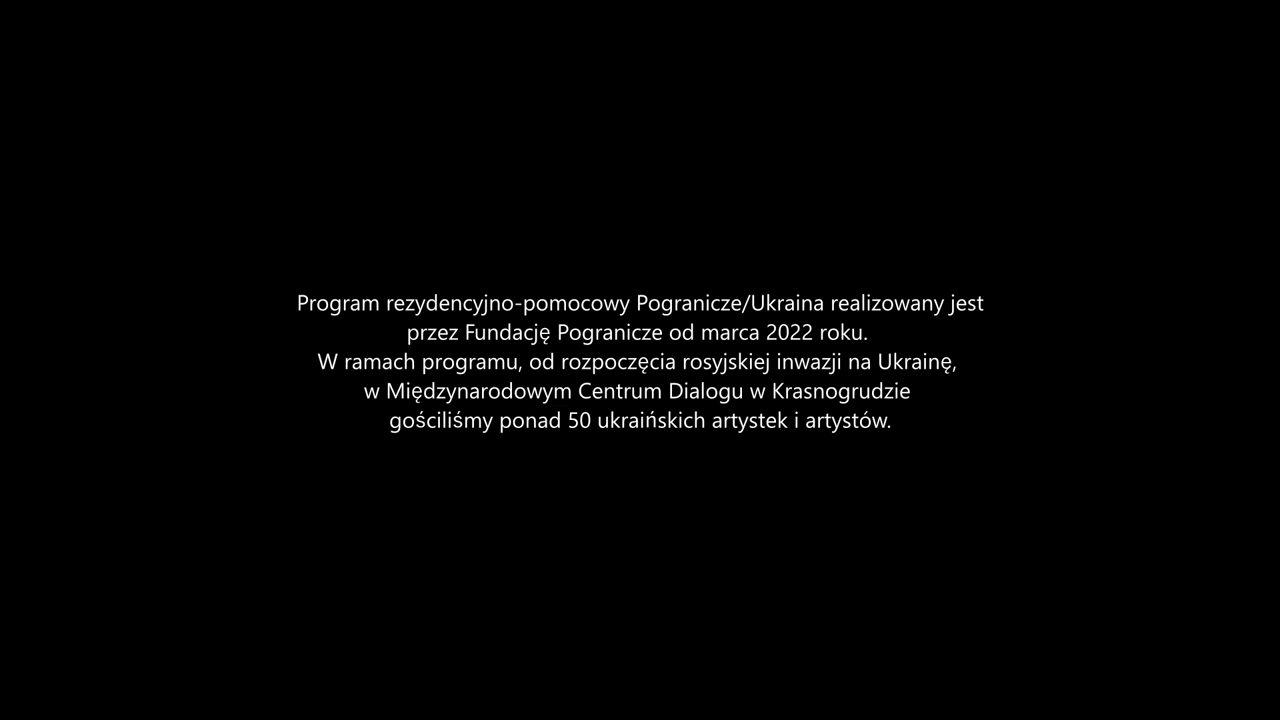 Program rezydencyjno-pomocowy Pogranicze/Ukraina realizowany jest
przez Fundację Pogranicze od marca 2022 roku.
W ramach programu, od rozpoczęcia rosyjskiej inwazji na Ukrainę,
w Międzynarodowym Centrum Dialogu w Krasnogrudzie
gościliśmy ponad 50 ukraińskich artystek i artystów.